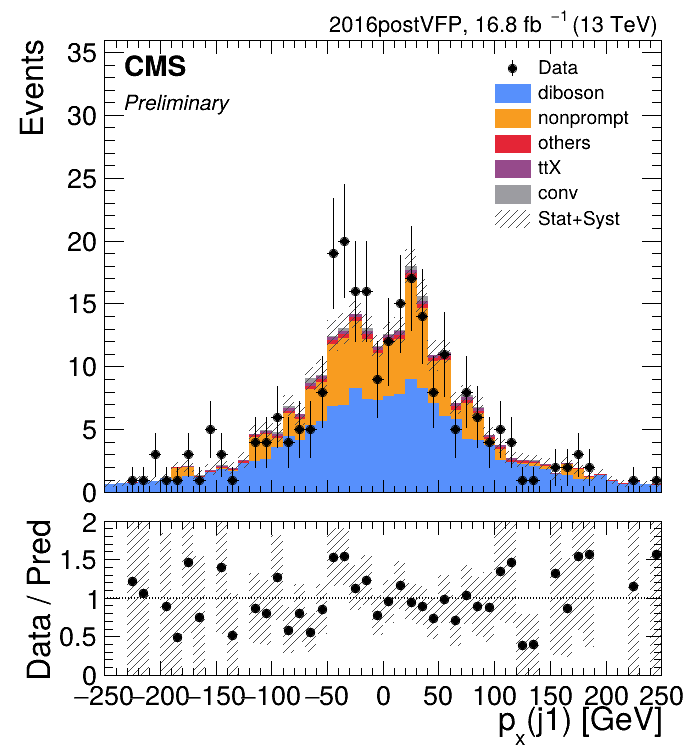 2016postVFP, 16.8 fb⁻¹ (13 TeV)
CMS
Preliminary
Events
35
30
25
20
15
10
5
0
Data
diboson
nonprompt
others
ttX
conv
Stat+Syst
Data / Pred
2
1.5
1
0.5
0
−250 −200 −150 −100 −50 0 50 100 150 200 250
pₓ(j1) [GeV]